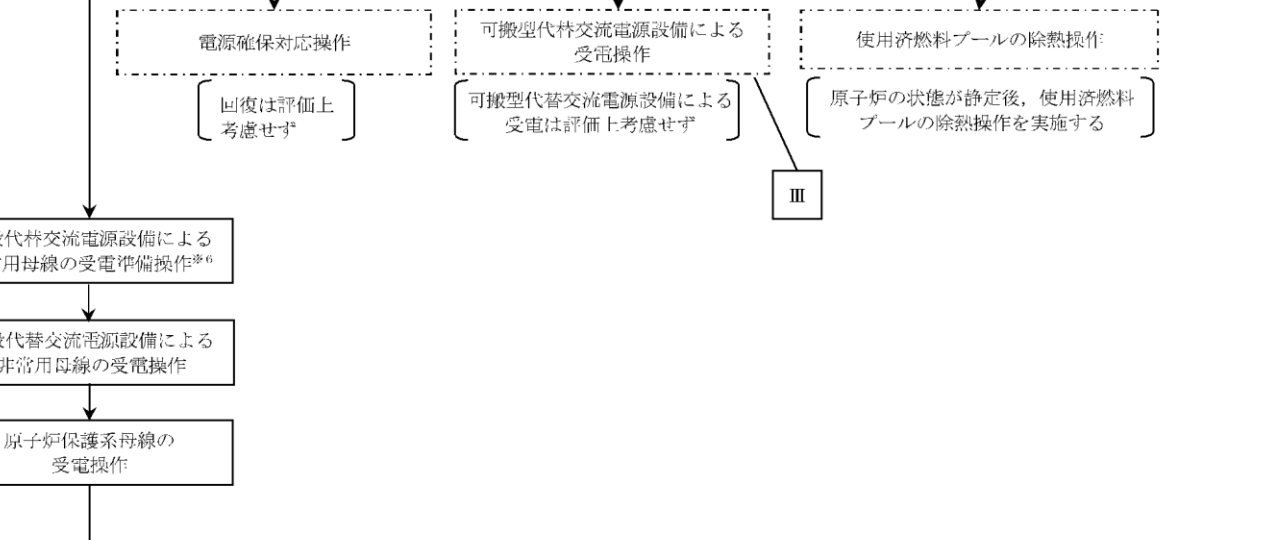 電源確保対応操作
回復は評価上
考慮せず
可搬型代替交流電源設備による
受電操作
可搬型代替交流電源設備による
受電は評価上考慮せず
使用済燃料プールの除熱操作
原子炉の状態が静定後，使用済燃料
プールの除熱操作を実施する
Ⅲ
代替交流電源設備による
用母線の受電準備操作※6
代替交流電源設備による
非常用母線の受電操作
原子炉保護系母線の
受電操作